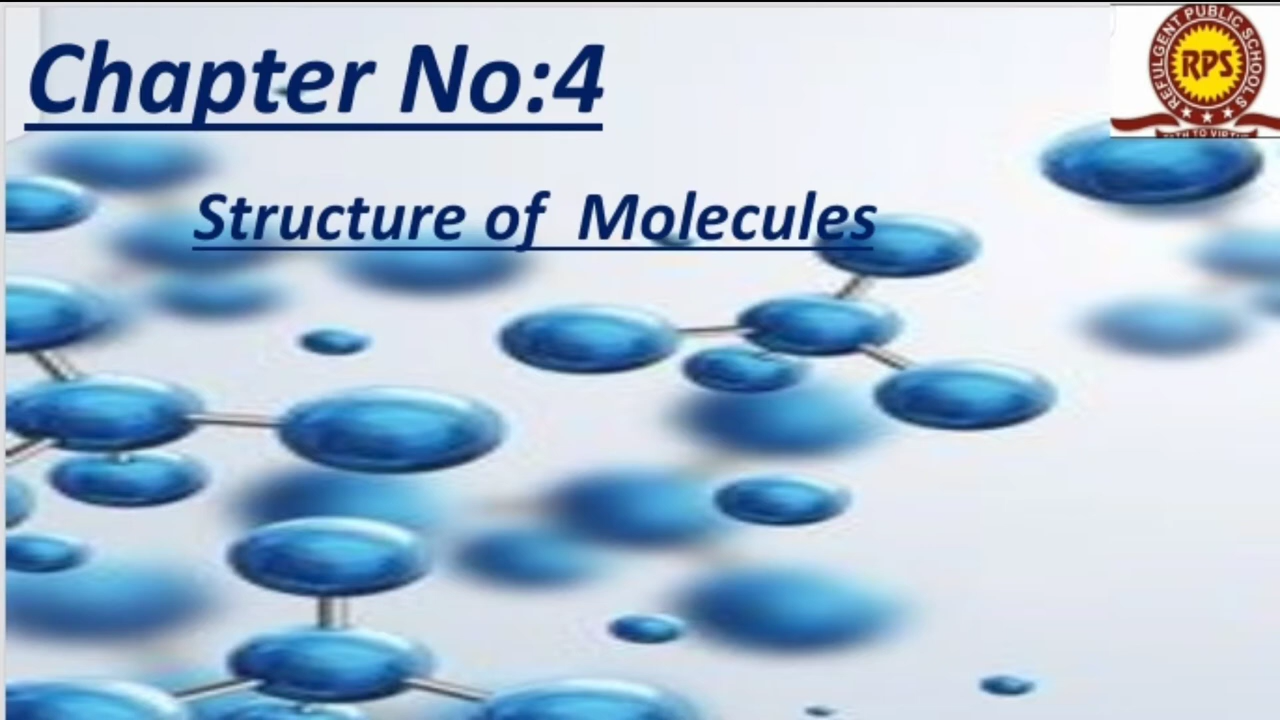 Chapter No:4
Structure of Molecules
REFULGENT PUBLIC SCHOOLS
RPS